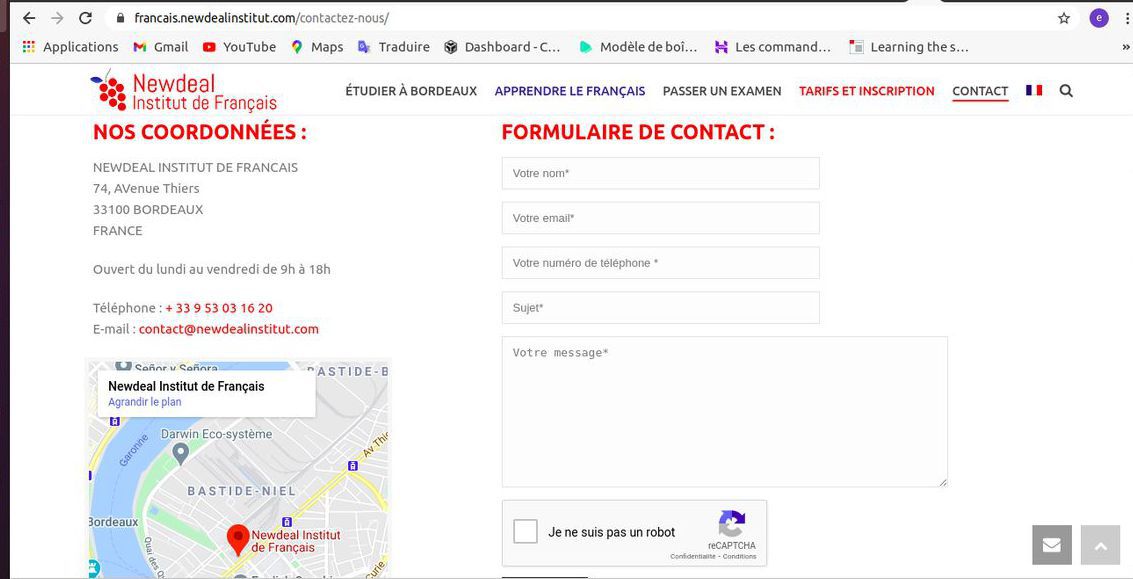 francais.newdealinstitut.com/contactez-nous/
e
Applications Gmail YouTube Maps Traduire Dashboard - C... Modèle de boî... Les command... Learning the s... »
Newdeal
Institut de Français
ÉTUDIER À BORDEAUX APPRENDRE LE FRANÇAIS PASSER UN EXAMEN TARIFS ET INSCRIPTION CONTACT
NOS COORDONNÉES :
NEWDEAL INSTITUT DE FRANCAIS
74, AVenue Thiers
33100 BORDEAUX
FRANCE
Ouvert du lundi au vendredi de 9h à 18h
Téléphone : + 33 9 53 03 16 20
E-mail : contact@newdealinstitut.com
Señor y Señora
BASTIDE-B
Newdeal Institut de Français
Agrandir le plan
Darwin Eco-système
Garonne
Av Thi
BASTIDE-NIEL
Bordeaux
Newdeal Institut
de Français
Quai des
Curie
FORMULAIRE DE CONTACT :
Votre nom*
Votre email*
Votre numéro de téléphone *
Sujet*
Votre message*
Je ne suis pas un robot
reCAPTCHA
Confidentialité - Conditions